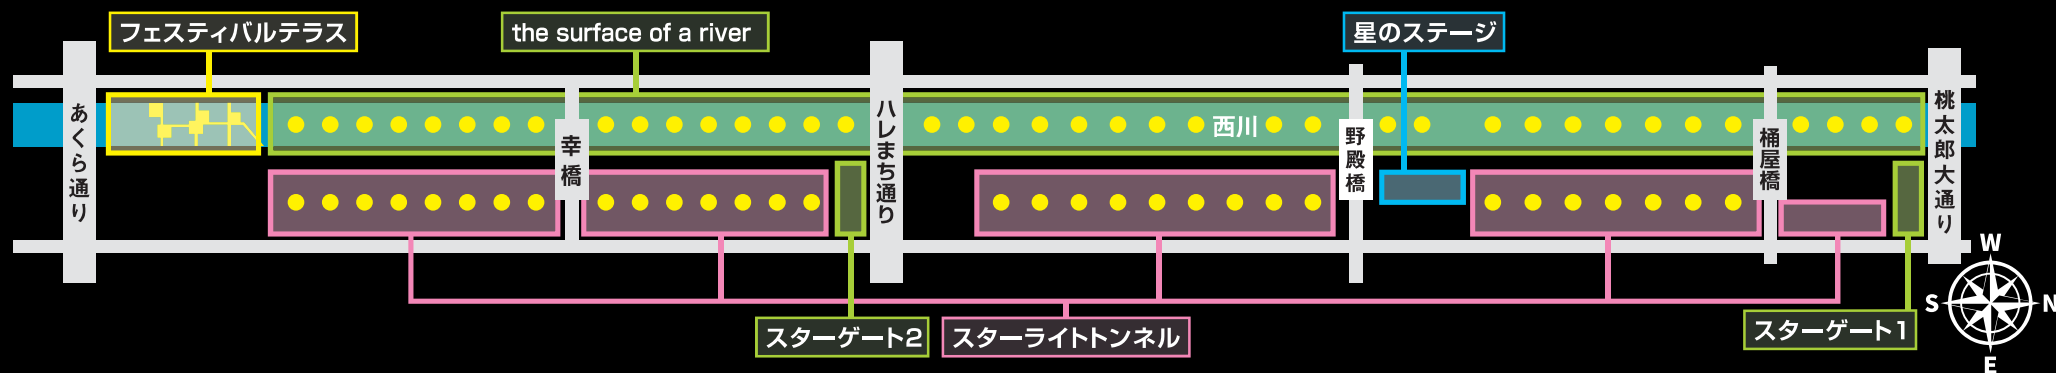 フェスティバルテラス
the surface of a river
星のステージ
あくら通り
幸橋
ハレまち通り
西川
野殿橋
桶屋橋
桃太郎大通り
スターゲート2
スターライトトンネル
スターゲート1
W
S
N
E